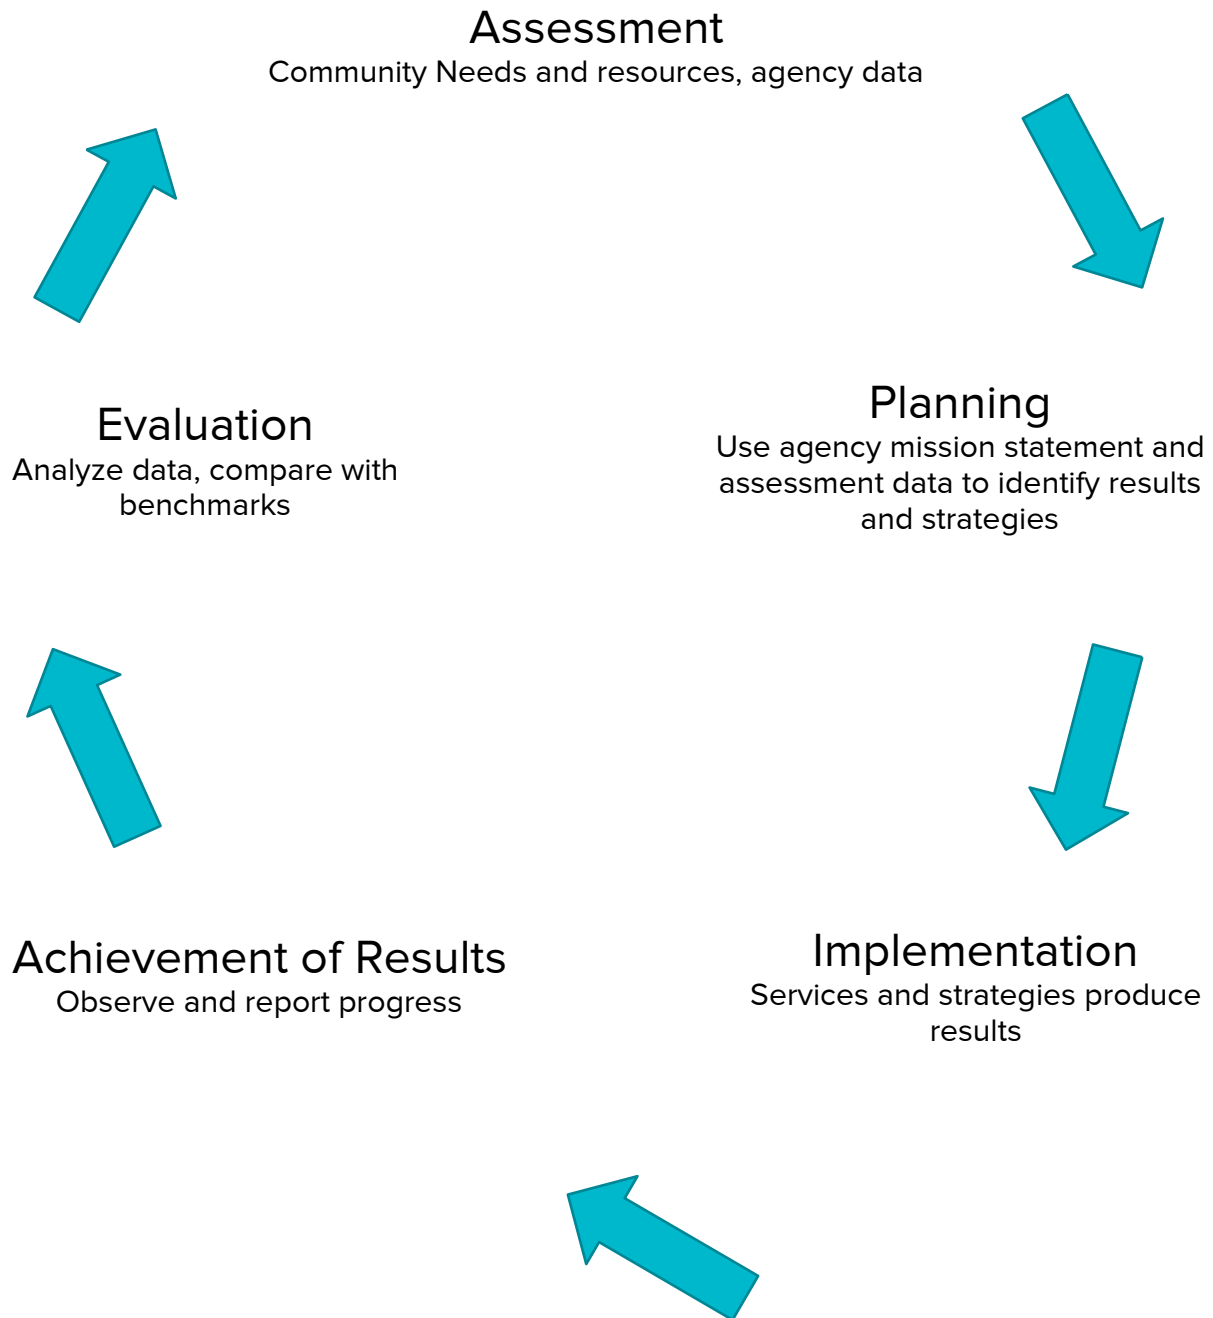 Assessment
Community Needs and resources, agency data
Planning
Use agency mission statement and
assessment data to identify results
and strategies
Implementation
Services and strategies produce
results
Achievement of Results
Observe and report progress
Evaluation
Analyze data, compare with
benchmarks